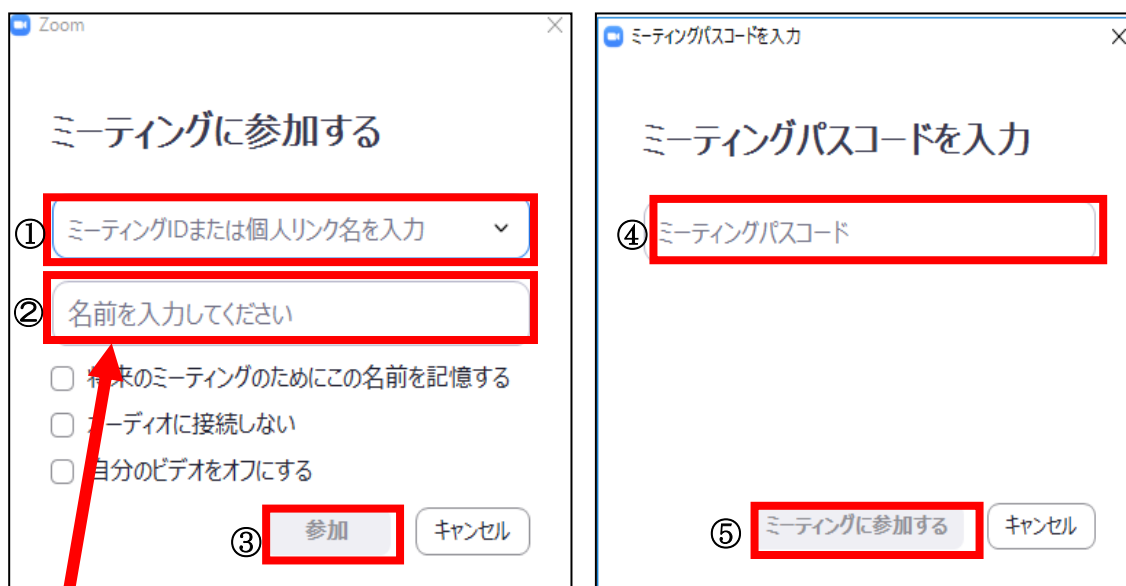 Zoom
ミーティングに参加する
① ミーティングIDまたは個人リンク名を入力
② 名前を入力してください
将来のミーティングのためにこの名前を記憶する
オーディオに接続しない
自分のビデオをオフにする
③ 参加 キャンセル
ミーティングパスコードを入力
ミーティングパスコードを入力
④ ミーティングパスコード
⑤ ミーティングに参加する キャンセル